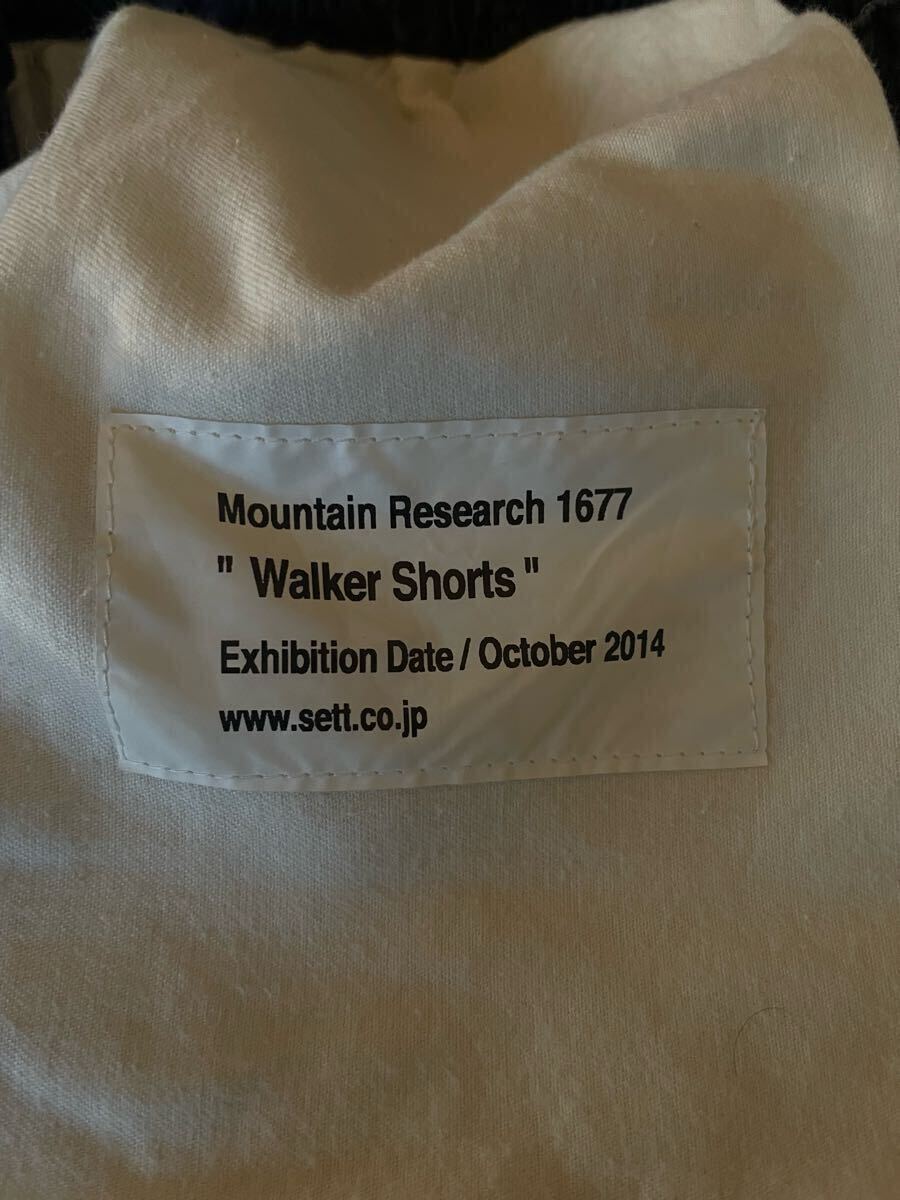 Mountain Research 1677
" Walker Shorts "
Exhibition Date / October 2014
www.sett.co.jp